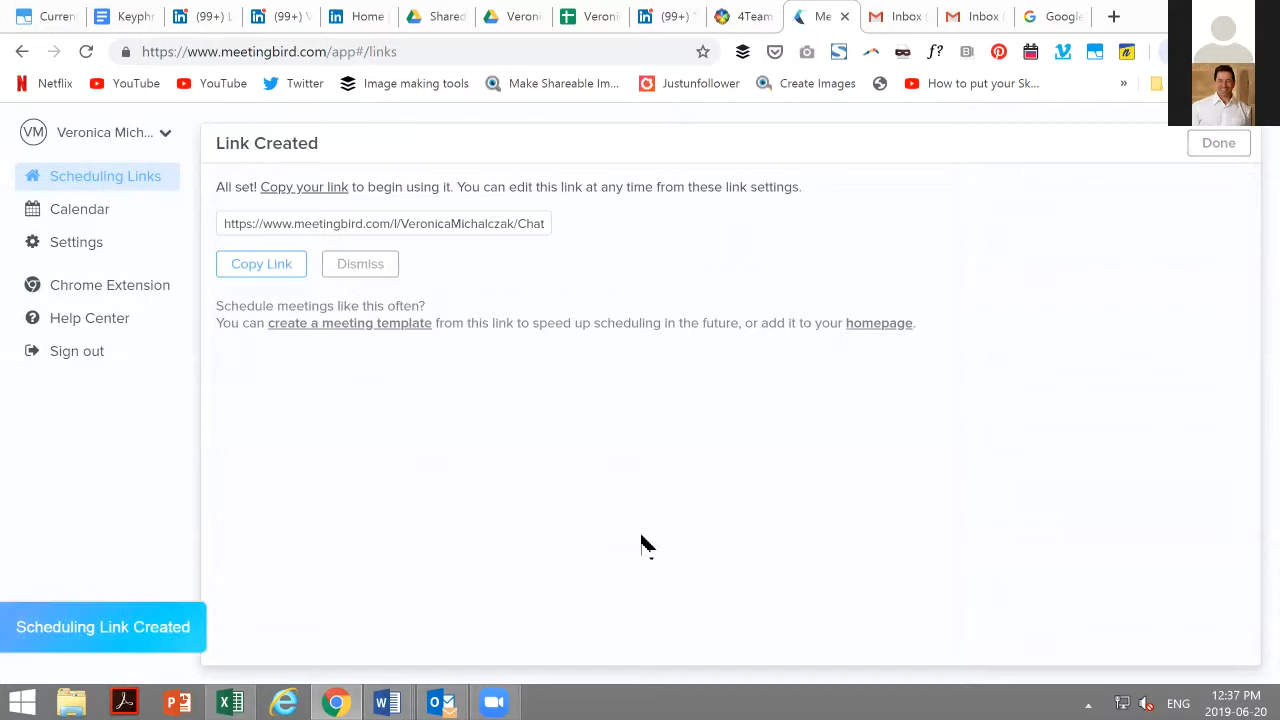 Curren
Keyphr
(99+) L
(99+) V
Home
Shared
Veron
Veroni
(99+)
4Team
Me
Inbox
Inbox
Google
https://www.meetingbird.com/app#/links
Netflix
YouTube
YouTube
Twitter
Image making tools
Make Shareable Im...
Justunfollower
Create Images
How to put your Sk...
»
VM
Veronica Mich...
Scheduling Links
Calendar
Settings
Chrome Extension
Help Center
Sign out
Link Created
Done
All set! Copy your link to begin using it. You can edit this link at any time from these link settings.
https://www.meetingbird.com/l/VeronicaMichalczak/Chat
Copy Link
Dismiss
Schedule meetings like this often?
You can create a meeting template from this link to speed up scheduling in the future, or add it to your homepage.
Scheduling Link Created
ENG
12:37 PM
2019-06-20